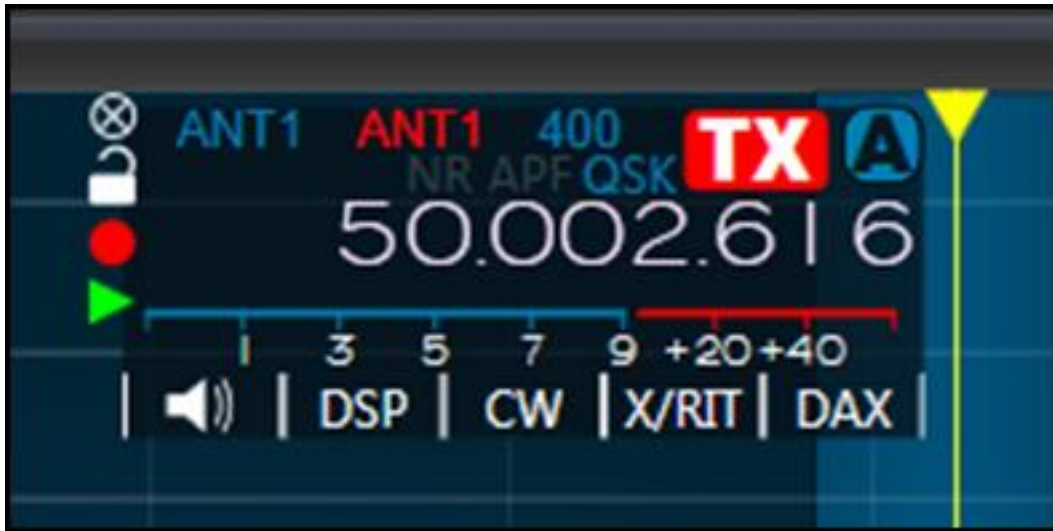 ANT1 ANT1 400 TX A
NR APF QSK
50.002.616
1 3 5 7 9 +20 +40
DSP CW X/RIT DAX